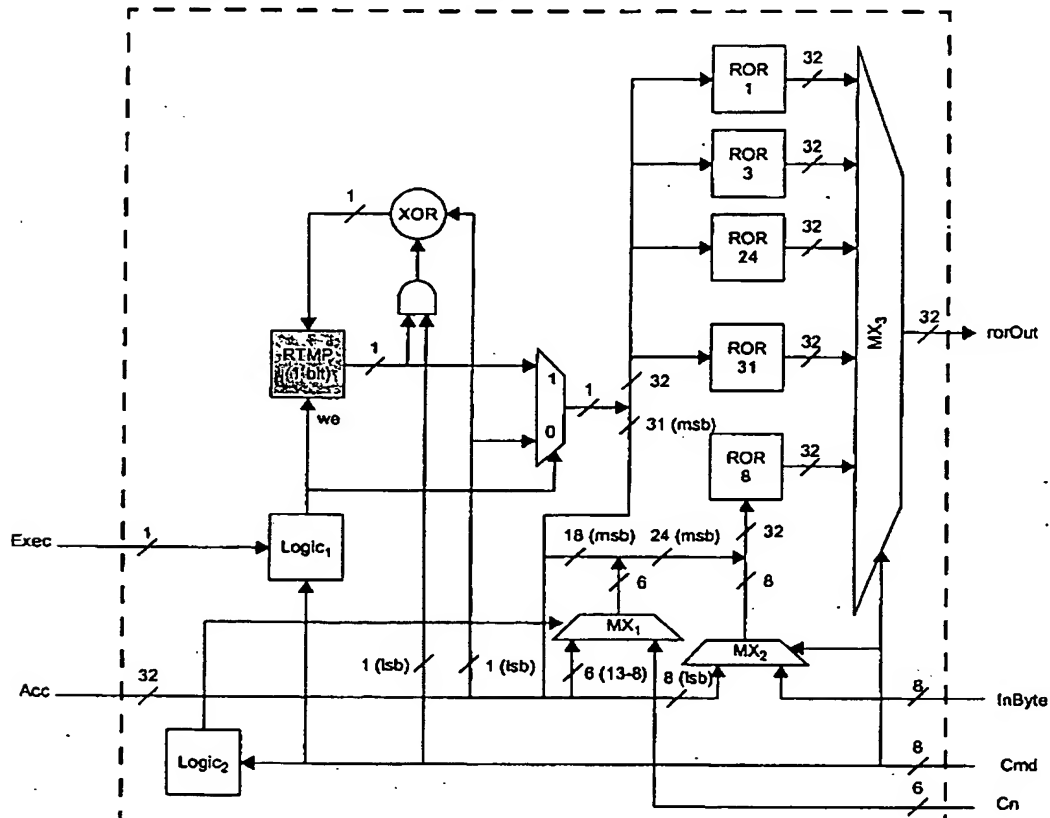 32
ROR
1
32
ROR
3
32
ROR
24
1
XOR
32
ROR
31
MX3
32
rorOut
RTMP
(1 bit)
1
we
1
0
1
32
31 (msb)
32
ROR
8
Exec
1
Logic1
18 (msb)
24 (msb)
32
6
8
MX1
MX2
1 (lsb)
1 (lsb)
6 (13-8)
8 (lsb)
Acc
32
8
InByte
Logic2
8
Cmd
6
Cn